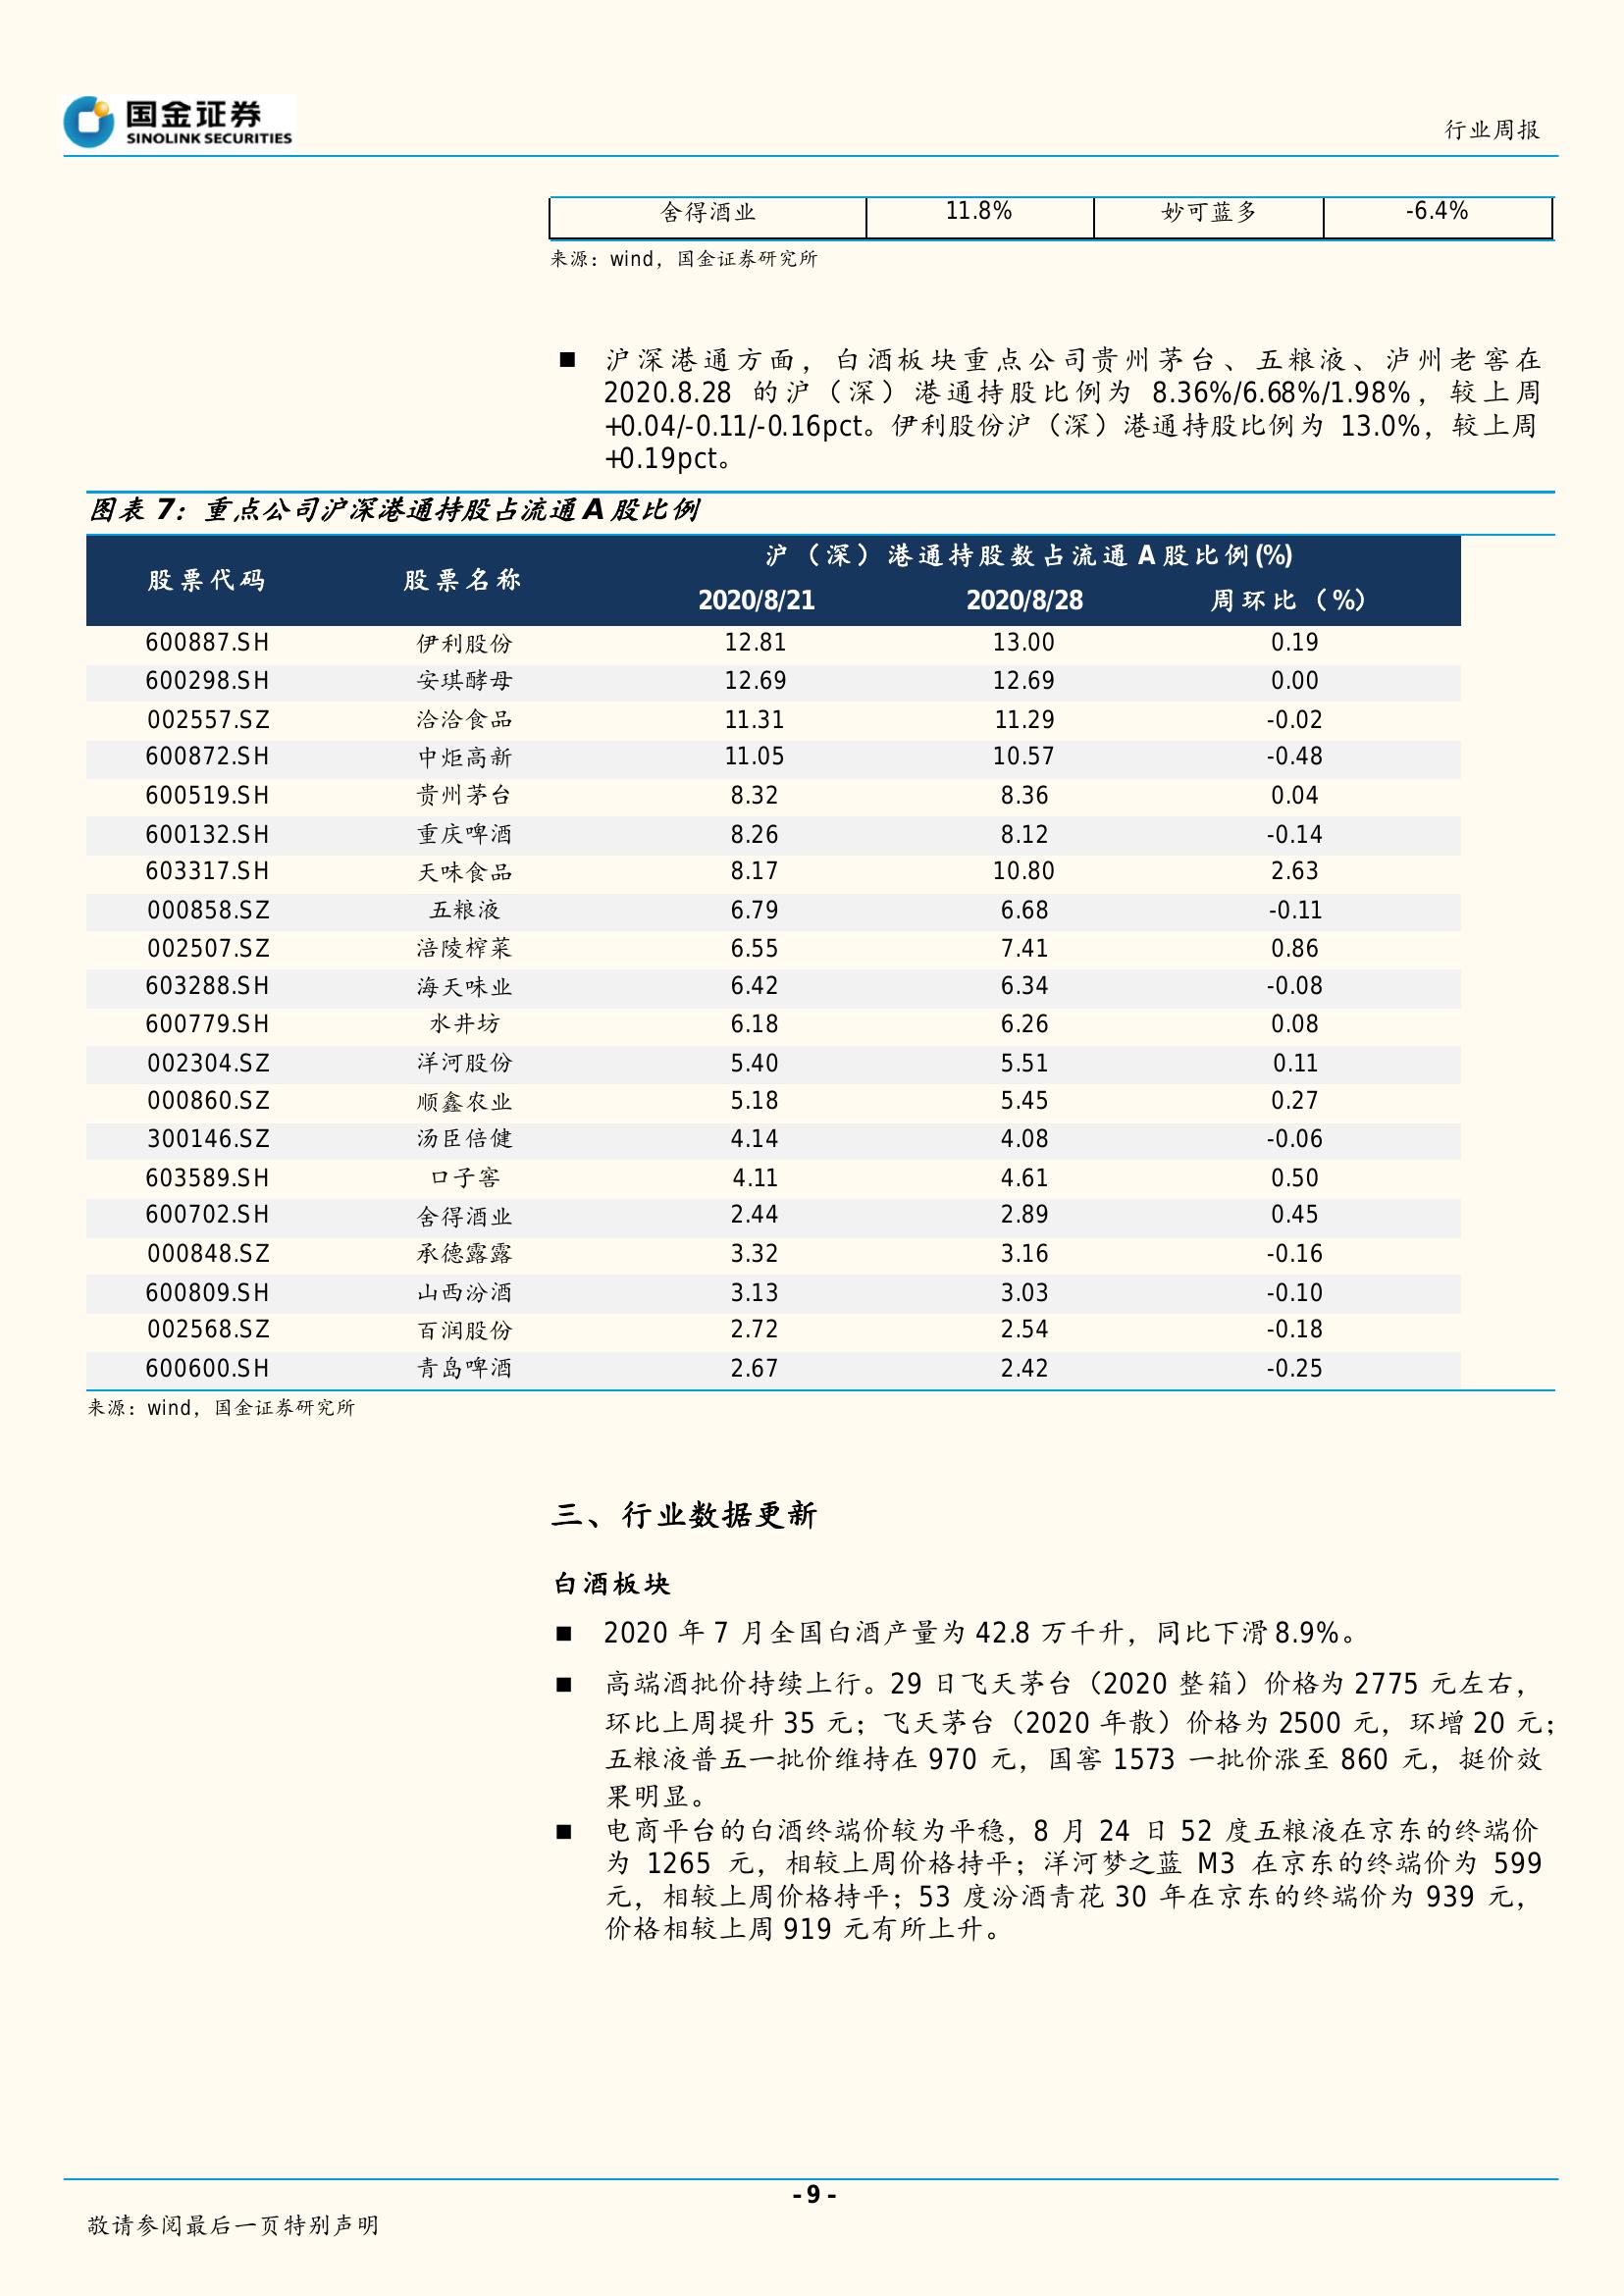 国金证券
SINOLINK SECURITIES
行业周报
舍得酒业 11.8% 妙可蓝多 -6.4%
来源：wind，国金证券研究所
■ 沪深港通方面，白酒板块重点公司贵州茅台、五粮液、泸州老窖在
2020.8.28 的沪（深）港通持股比例为 8.36%/6.68%/1.98%，较上周
+0.04/-0.11/-0.16pct。伊利股份沪（深）港通持股比例为 13.0%，较上周
+0.19pct。
图表 7：重点公司沪深港通持股占流通 A 股比例
股票代码 股票名称 沪（深）港通持股数占流通 A 股比例(%)
2020/8/21 2020/8/28 周环比（%）
600887.SH 伊利股份 12.81 13.00 0.19
600298.SH 安琪酵母 12.69 12.69 0.00
002557.SZ 洽洽食品 11.31 11.29 -0.02
600872.SH 中炬高新 11.05 10.57 -0.48
600519.SH 贵州茅台 8.32 8.36 0.04
600132.SH 重庆啤酒 8.26 8.12 -0.14
603317.SH 天味食品 8.17 10.80 2.63
000858.SZ 五粮液 6.79 6.68 -0.11
002507.SZ 涪陵榨菜 6.55 7.41 0.86
603288.SH 海天味业 6.42 6.34 -0.08
600779.SH 水井坊 6.18 6.26 0.08
002304.SZ 洋河股份 5.40 5.51 0.11
000860.SZ 顺鑫农业 5.18 5.45 0.27
300146.SZ 汤臣倍健 4.14 4.08 -0.06
603589.SH 口子窖 4.11 4.61 0.50
600702.SH 舍得酒业 2.44 2.89 0.45
000848.SZ 承德露露 3.32 3.16 -0.16
600809.SH 山西汾酒 3.13 3.03 -0.10
002568.SZ 百润股份 2.72 2.54 -0.18
600600.SH 青岛啤酒 2.67 2.42 -0.25
来源：wind，国金证券研究所
三、行业数据更新
白酒板块
■ 2020 年 7 月全国白酒产量为 42.8 万千升，同比下滑 8.9%。
■ 高端酒批价持续上行。29 日飞天茅台（2020 整箱）价格为 2775 元左右，
环比上周提升 35 元；飞天茅台（2020 年散）价格为 2500 元，环增 20 元；
五粮液普五一批价维持在 970 元，国窖 1573 一批价涨至 860 元，挺价效
果明显。
■ 电商平台的白酒终端价较为平稳，8 月 24 日 52 度五粮液在京东的终端价
为 1265 元，相较上周价格持平；洋河梦之蓝 M3 在京东的终端价为 599
元，相较上周价格持平；53 度汾酒青花 30 年在京东的终端价为 939 元，
价格相较上周 919 元有所上升。
- 9 -
敬请参阅最后一页特别声明